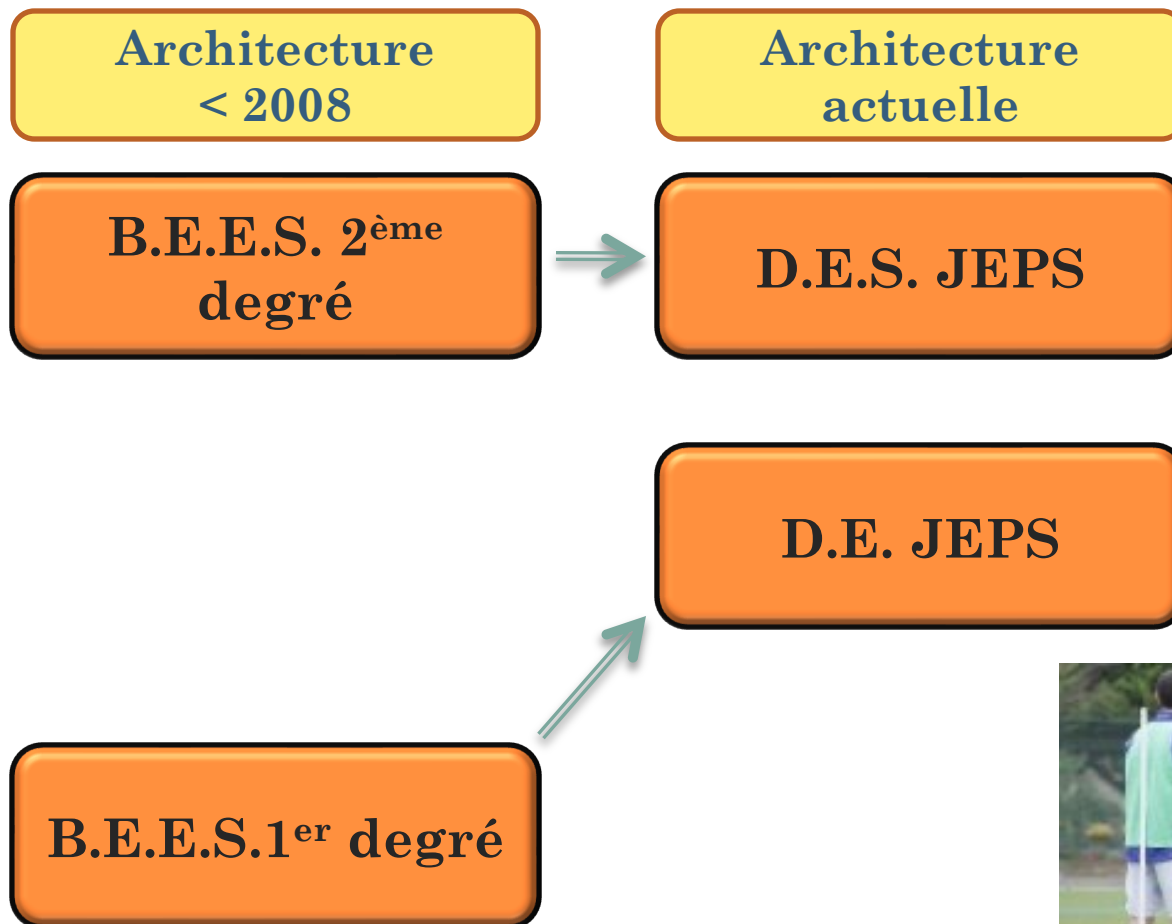 Architecture
< 2008
Architecture
actuelle
B.E.E.S. 2ème
degré
D.E.S. JEPS
D.E. JEPS
B.E.E.S.1er degré